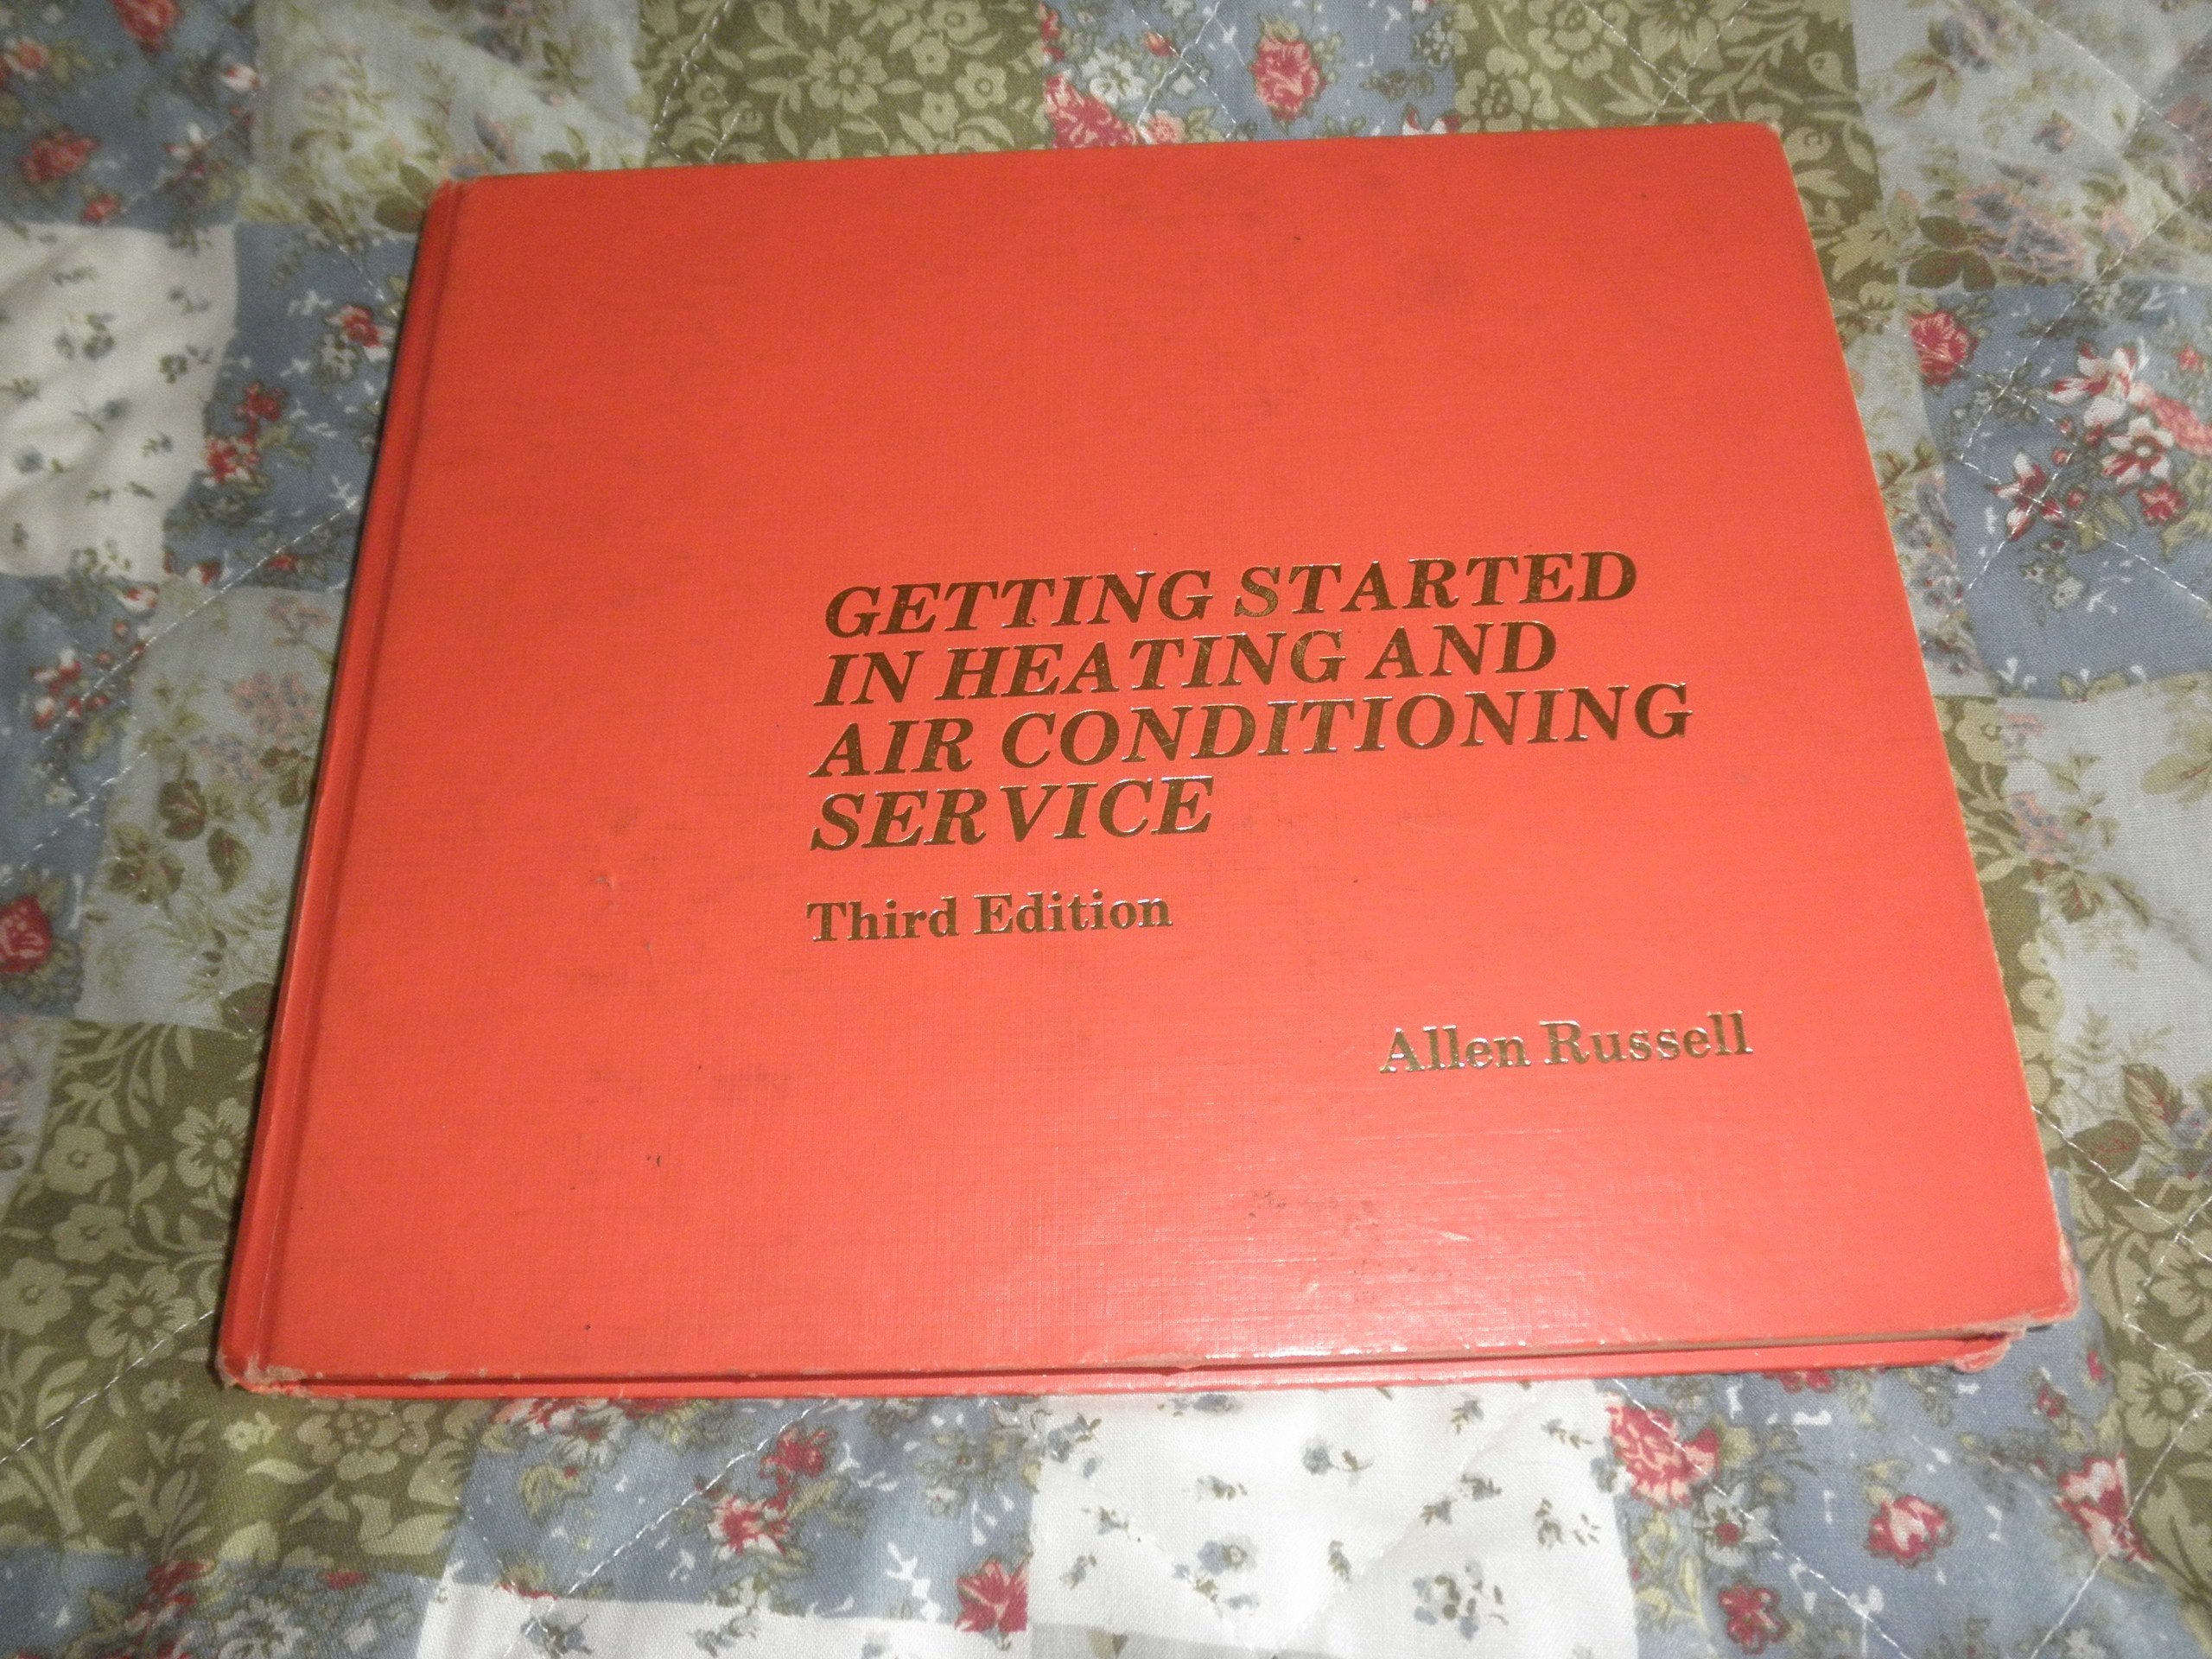 GETTING STARTED
IN HEATING AND
AIR CONDITIONING
SERVICE
Third Edition
Allen Russell